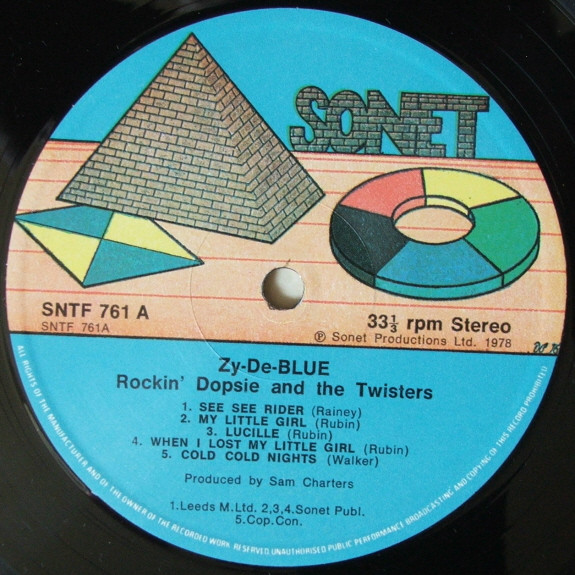 SONET
SNTF 761 A
SNTF 761A
33⅓ rpm Stereo
℗ Sonet Productions Ltd. 1978
Zy-De-BLUE
Rockin' Dopsie and the Twisters
1. SEE SEE RIDER (Rainey)
2. MY LITTLE GIRL (Rubin)
3. LUCILLE (Rubin)
4. WHEN I LOST MY LITTLE GIRL (Rubin)
5. COLD COLD NIGHTS (Walker)
Produced by Sam Charters
1.Leeds M.Ltd. 2,3,4.Sonet Publ.
5.Cop.Con.
ALL RIGHTS OF THE MANUFACTURER AND OF THE OWNER OF THE RECORDED WORK RESERVED UNAUTHORISED PUBLIC PERFORMANCE BROADCASTING AND COPYING OF THIS RECORD PROHIBITED